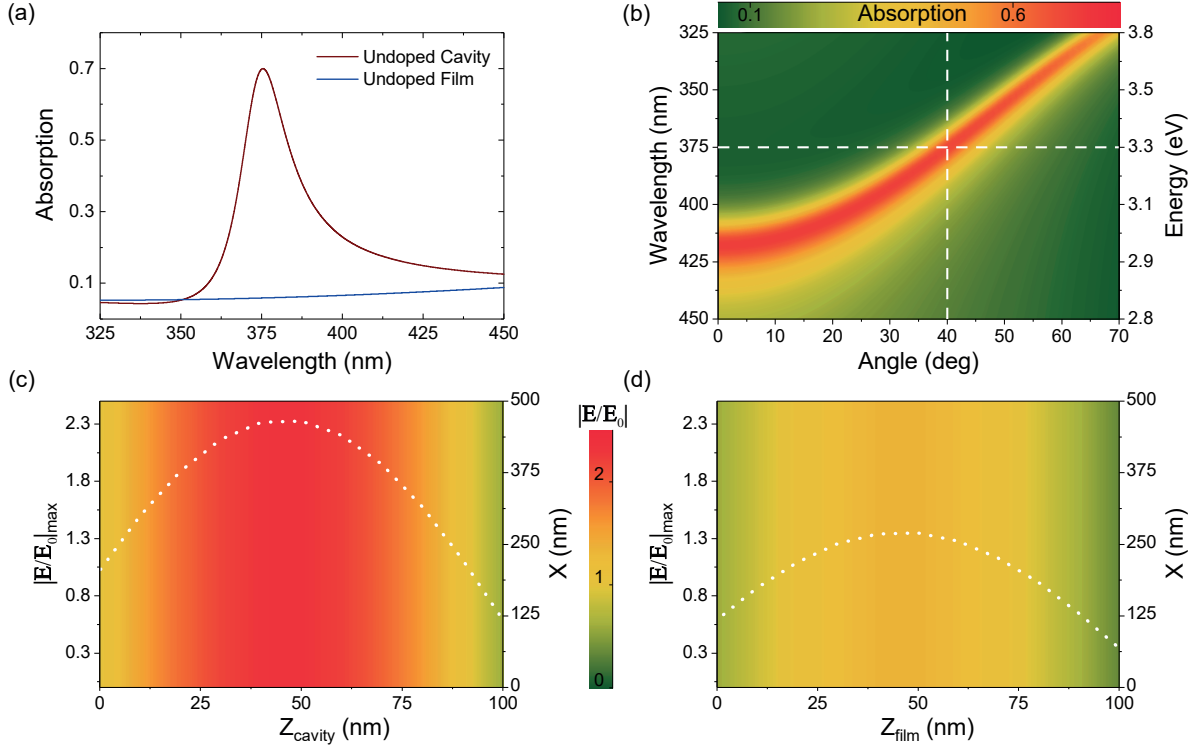 (a)
Undoped Cavity
Undoped Film
0.7
0.5
0.3
0.1
Absorption
325 350 375 400 425 450
Wavelength (nm)
(b)
0.1 Absorption 0.6
325
375
400
425
450
Wavelength (nm)
3.8
3.5
3.3
3.1
2.9
2.8
Energy (eV)
0 10 20 30 40 50 60 70
Angle (deg)
(c)
2.3
1.8
1.3
0.8
0.3
|E/E₀|max
500
375
250
125
0
X (nm)
0 25 50 75 100
Zcavity (nm)
|E/E₀|
2
1
0
(d)
2.3
1.8
1.3
0.8
0.3
|E/E₀|max
500
375
250
125
0
X (nm)
0 25 50 75 100
Zfilm (nm)